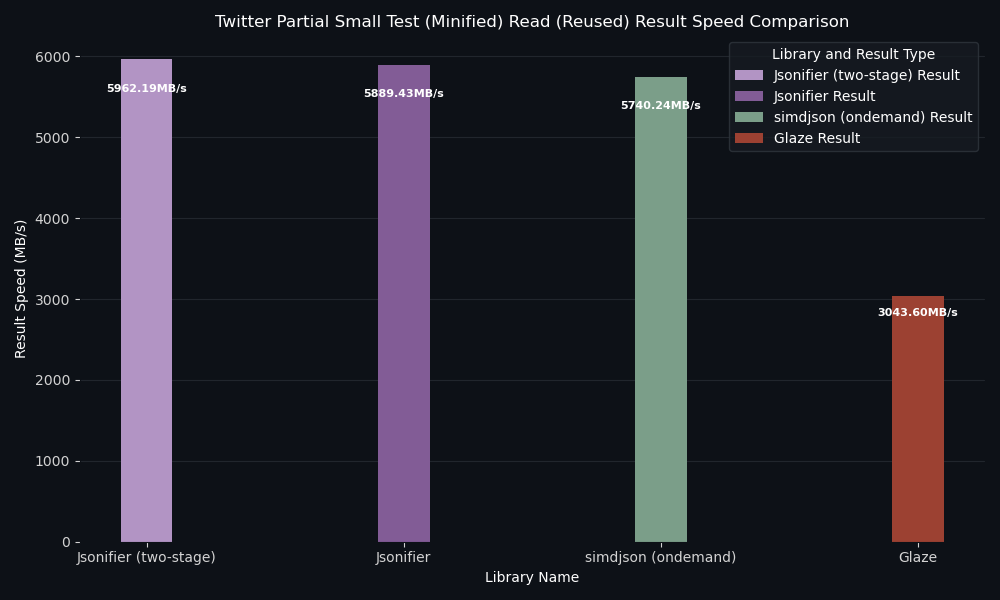 Twitter Partial Small Test (Minified) Read (Reused) Result Speed Comparison
Library and Result Type
Jsonifier (two-stage) Result
Jsonifier Result
simdjson (ondemand) Result
Glaze Result
5962.19MB/s
5889.43MB/s
5740.24MB/s
3043.60MB/s
Result Speed (MB/s)
6000
5000
4000
3000
2000
1000
0
Jsonifier (two-stage)
Jsonifier
simdjson (ondemand)
Glaze
Library Name